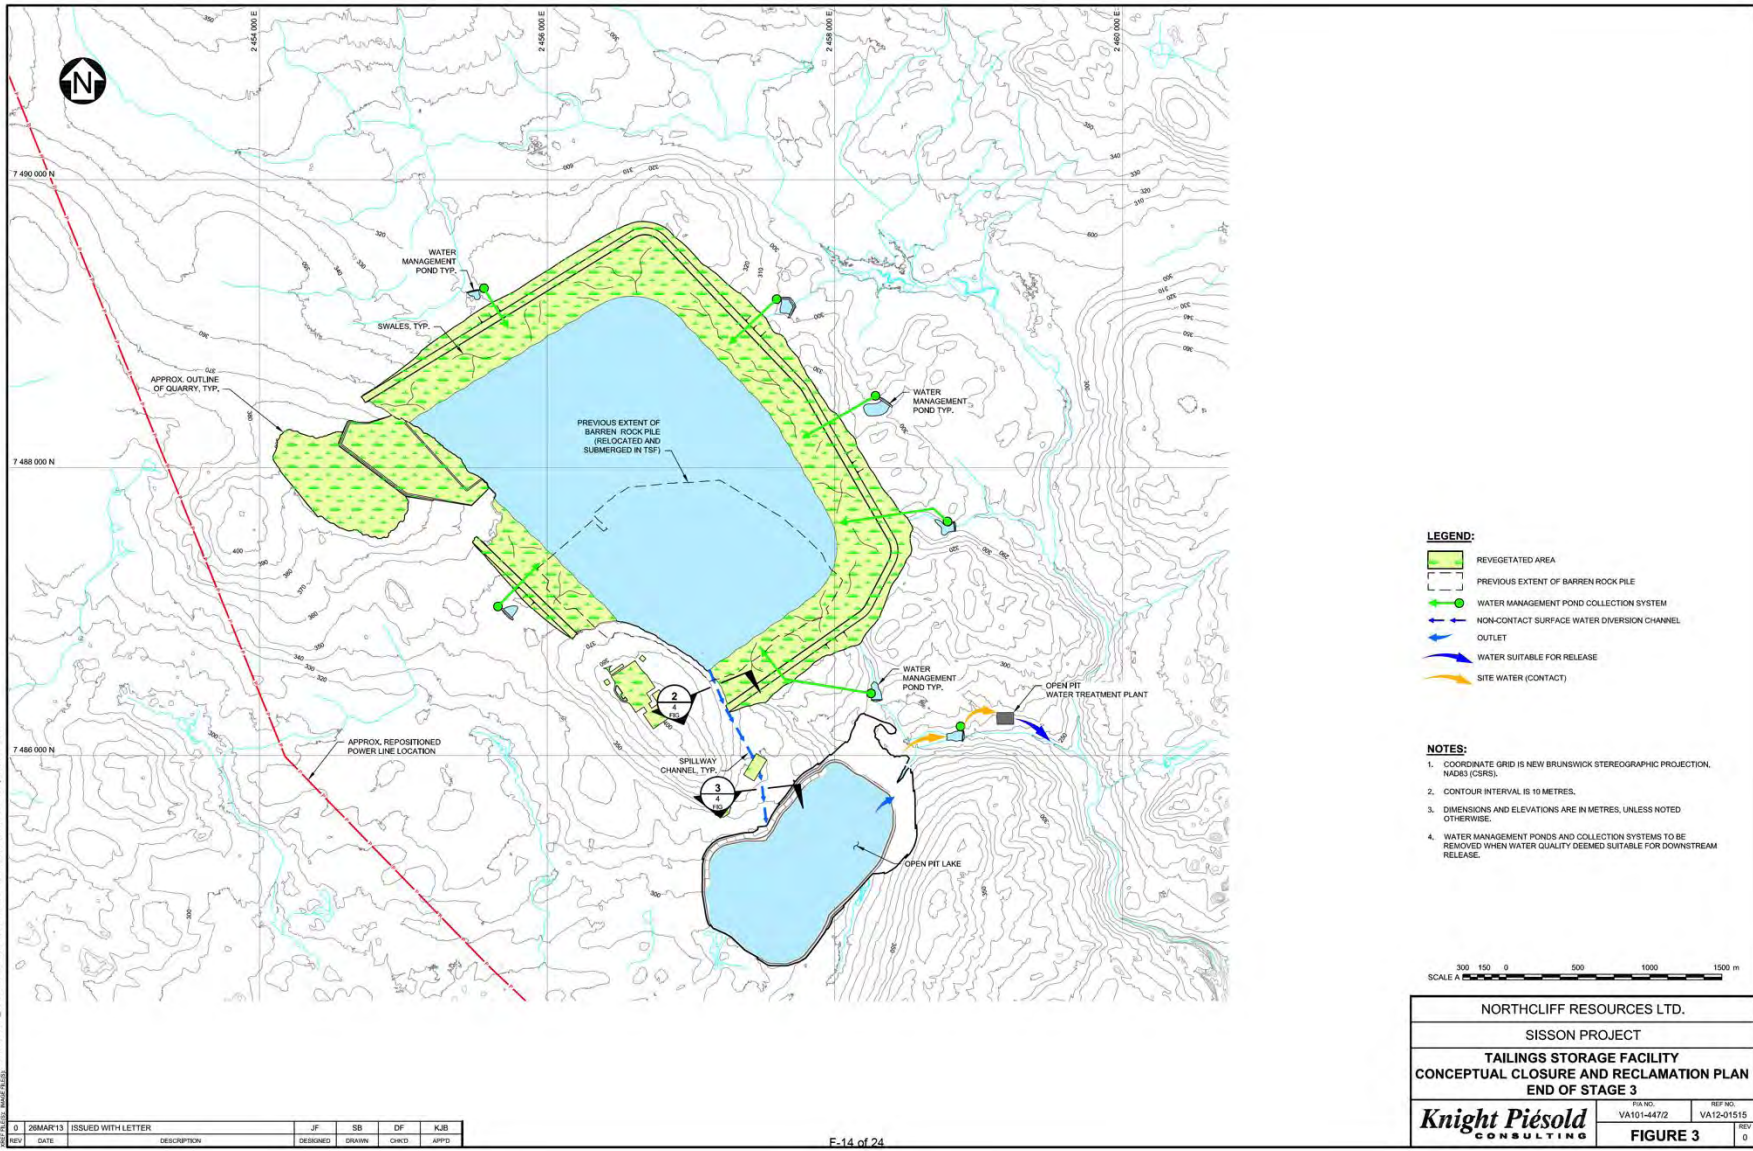 2 454 000 E
2 456 000 E
2 458 000 E
2 460 000 E
N
7 490 000 N
7 488 000 N
7 486 000 N
WATER
MANAGEMENT
POND TYP.
SWALES, TYP.
APPROX. OUTLINE
OF QUARRY, TYP.
PREVIOUS EXTENT OF
BARREN ROCK PILE
(RELOCATED AND
SUBMERGED IN TSF)
WATER
MANAGEMENT
POND TYP.
WATER
MANAGEMENT
POND TYP.
OPEN PIT
WATER TREATMENT PLANT
APPROX. REPOSITIONED
POWER LINE LOCATION
SPILLWAY
CHANNEL, TYP.
2
4
FIG
3
4
FIG
OPEN PIT LAKE
LEGEND:
REVEGETATED AREA
PREVIOUS EXTENT OF BARREN ROCK PILE
WATER MANAGEMENT POND COLLECTION SYSTEM
NON-CONTACT SURFACE WATER DIVERSION CHANNEL
OUTLET
WATER SUITABLE FOR RELEASE
SITE WATER (CONTACT)
NOTES:
1. COORDINATE GRID IS NEW BRUNSWICK STEREOGRAPHIC PROJECTION,
NAD83 (CSRS).
2. CONTOUR INTERVAL IS 10 METRES.
3. DIMENSIONS AND ELEVATIONS ARE IN METRES, UNLESS NOTED
OTHERWISE.
4. WATER MANAGEMENT PONDS AND COLLECTION SYSTEMS TO BE
REMOVED WHEN WATER QUALITY DEEMED SUITABLE FOR DOWNSTREAM
RELEASE.
SCALE A 300 150 0 500 1000 1500 m
NORTHCLIFF RESOURCES LTD.
SISSON PROJECT
TAILINGS STORAGE FACILITY
CONCEPTUAL CLOSURE AND RECLAMATION PLAN
END OF STAGE 3
Knight Piésold
CONSULTING
P/A NO.
VA101-447/2
REF NO.
VA12-01515
FIGURE 3
REV
0
0 26MAR'13 ISSUED WITH LETTER JF SB DF KJB
REV DATE DESCRIPTION DESIGNED DRAWN CHK'D APP'D
F-14 of 24